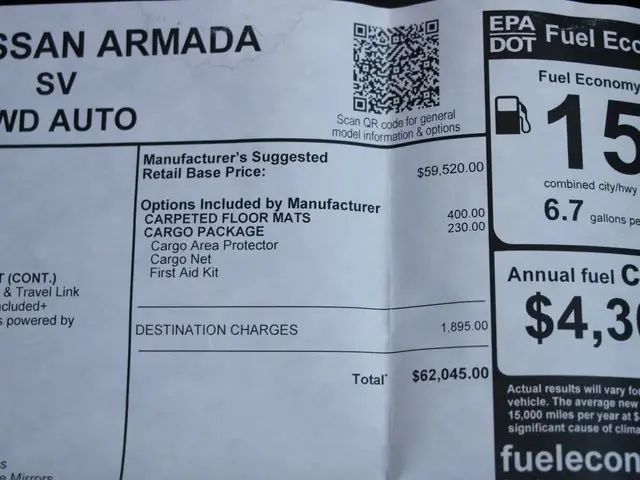 SSAN ARMADA
SV
WD AUTO
Scan QR code for general
model information & options
Manufacturer's Suggested
Retail Base Price: $59,520.00
Options Included by Manufacturer
CARPETED FLOOR MATS 400.00
CARGO PACKAGE 230.00
Cargo Area Protector
Cargo Net
First Aid Kit
DESTINATION CHARGES 1,895.00
Total* $62,045.00
T (CONT.)
& Travel Link
ncluded+
s powered by
s
e Mirrors
EPA
DOT Fuel Eco
Fuel Economy
15
combined city/hwy
6.7 gallons pe
Annual fuel C
$4,3
Actual results will vary fo
vehicle. The average new
15,000 miles per year at $
significant cause of clima
fuelecon